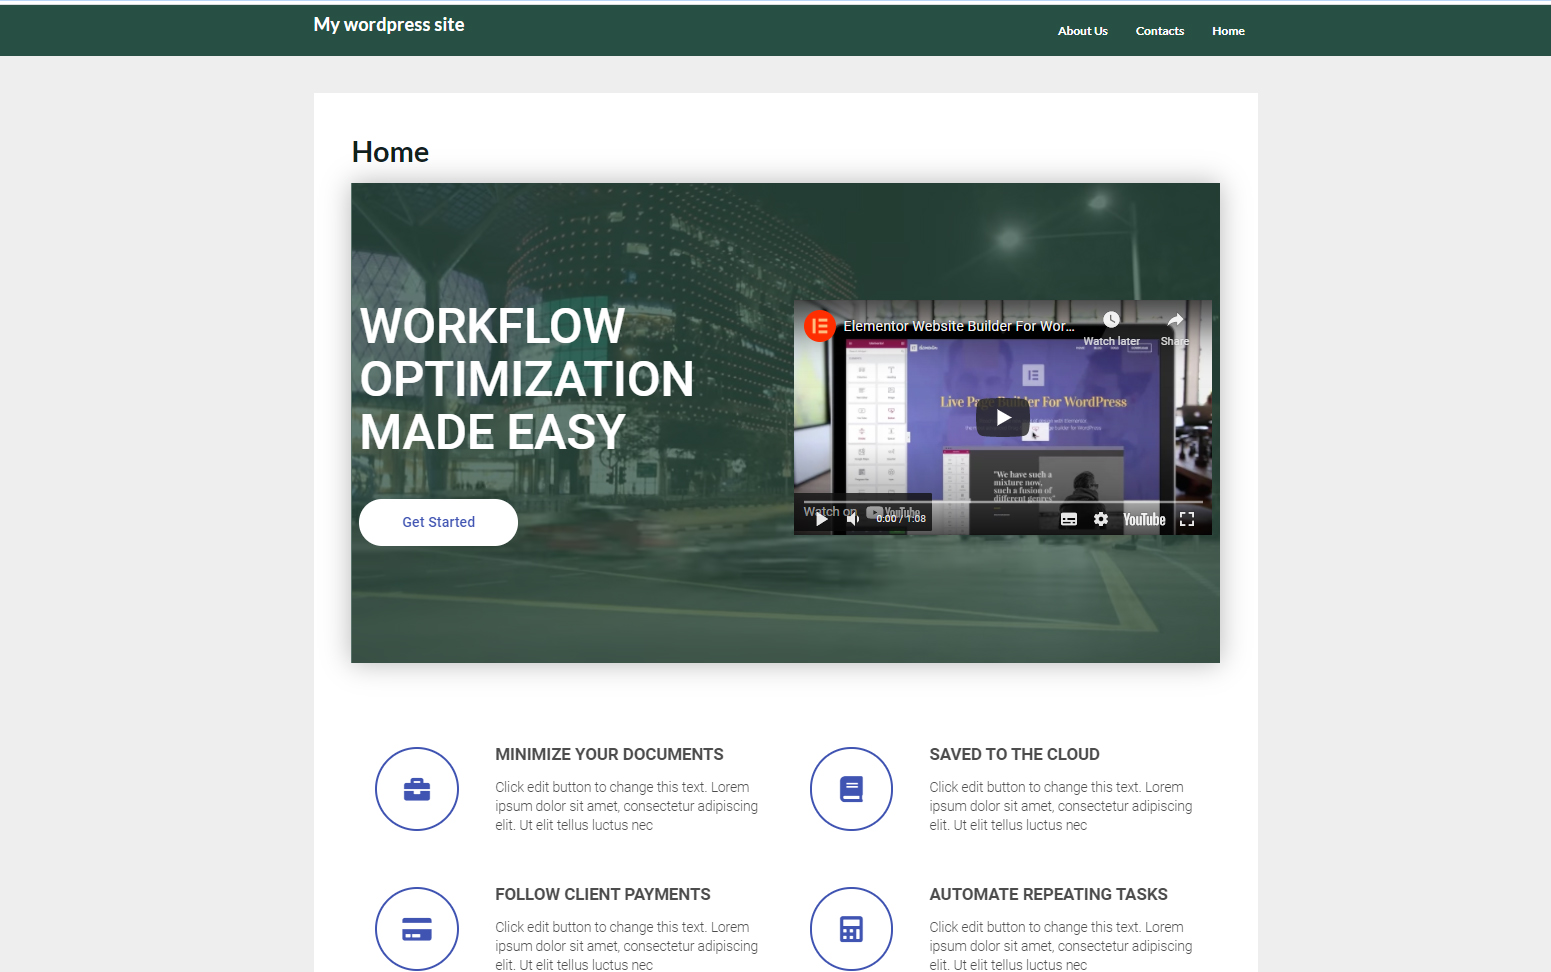 My wordpress site
About Us Contacts Home
Home
WORKFLOW
OPTIMIZATION
MADE EASY
Get Started
Elementor Website Builder For Wor...
Watch later Share
Live Page Builder For WordPress
"We have such a
mixture now,
such a fusion of
different genres"
Watch on YouTube
0:00 / 1:08
YouTube
MINIMIZE YOUR DOCUMENTS
Click edit button to change this text. Lorem
ipsum dolor sit amet, consectetur adipiscing
elit. Ut elit tellus luctus nec
SAVED TO THE CLOUD
Click edit button to change this text. Lorem
ipsum dolor sit amet, consectetur adipiscing
elit. Ut elit tellus luctus nec
FOLLOW CLIENT PAYMENTS
Click edit button to change this text. Lorem
ipsum dolor sit amet, consectetur adipiscing
elit. Ut elit tellus luctus nec
AUTOMATE REPEATING TASKS
Click edit button to change this text. Lorem
ipsum dolor sit amet, consectetur adipiscing
elit. Ut elit tellus luctus nec